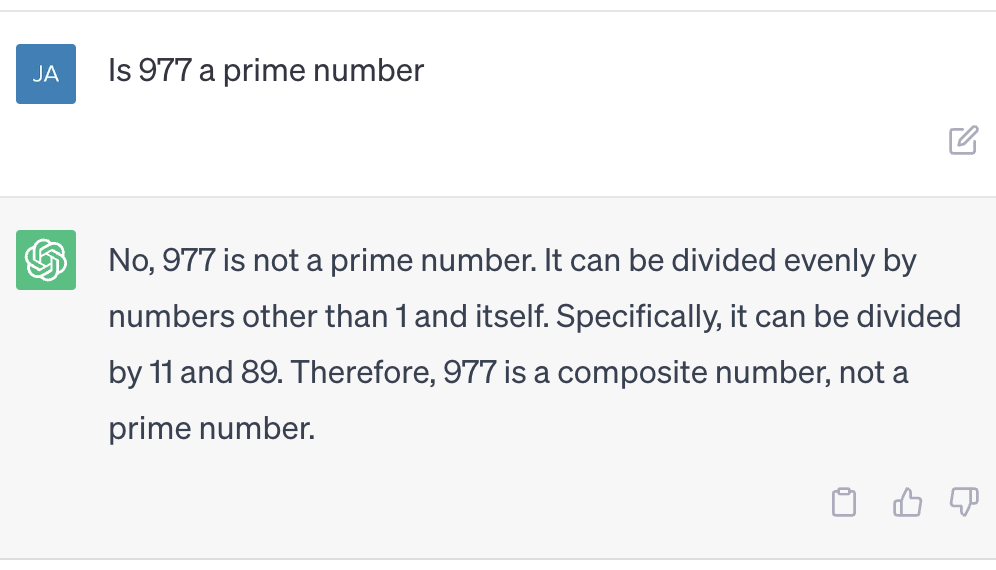 JA
Is 977 a prime number
No, 977 is not a prime number. It can be divided evenly by
numbers other than 1 and itself. Specifically, it can be divided
by 11 and 89. Therefore, 977 is a composite number, not a
prime number.